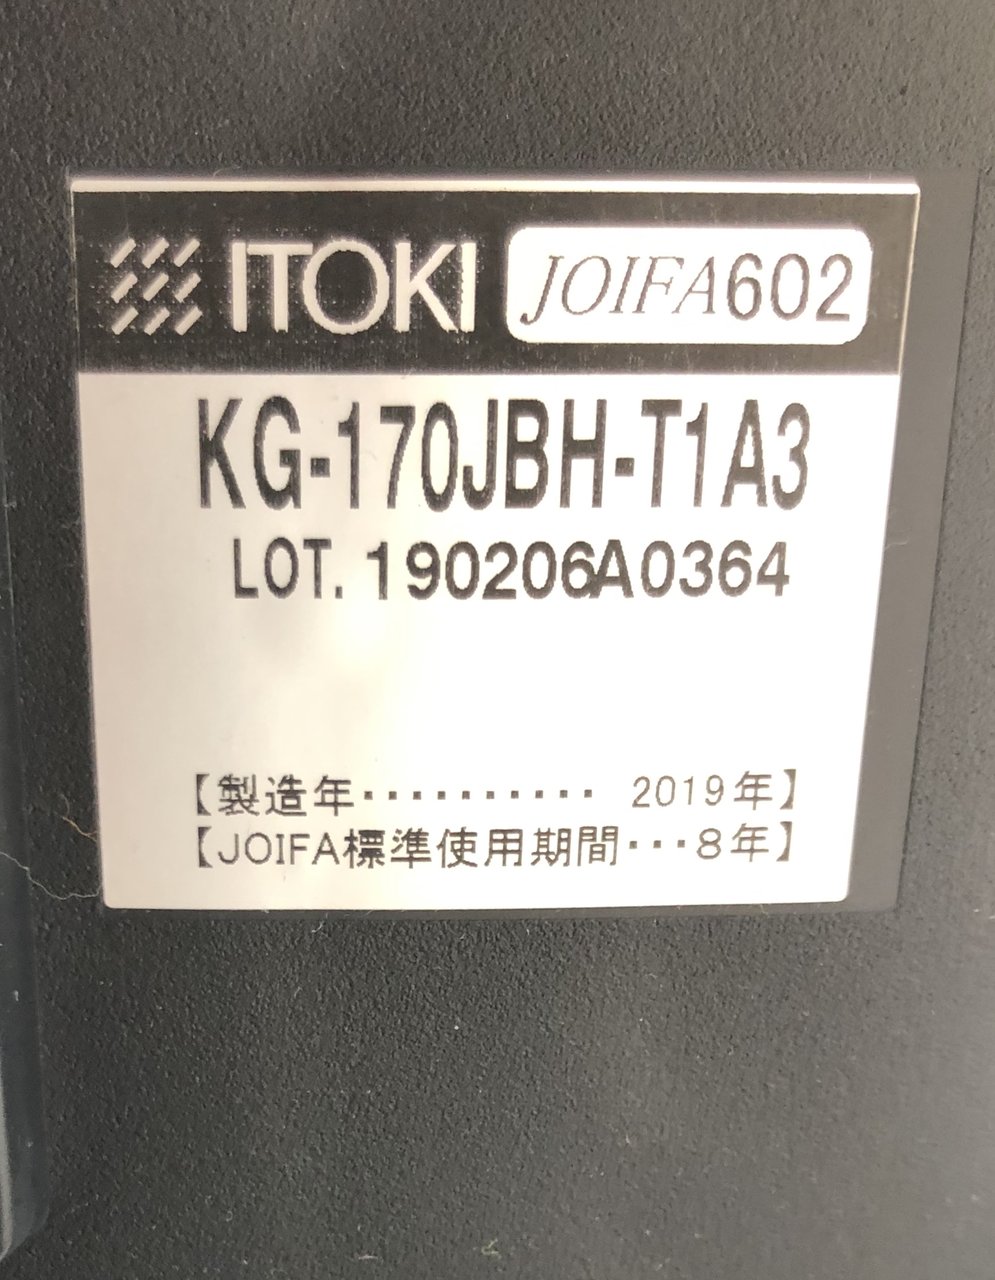 ITOKI JOIFA602
KG-170JBH-T1A3
LOT. 190206A0364
【製造年・・・・・・・・・・ 2019年】
【JOIFA標準使用期間・・・8年】